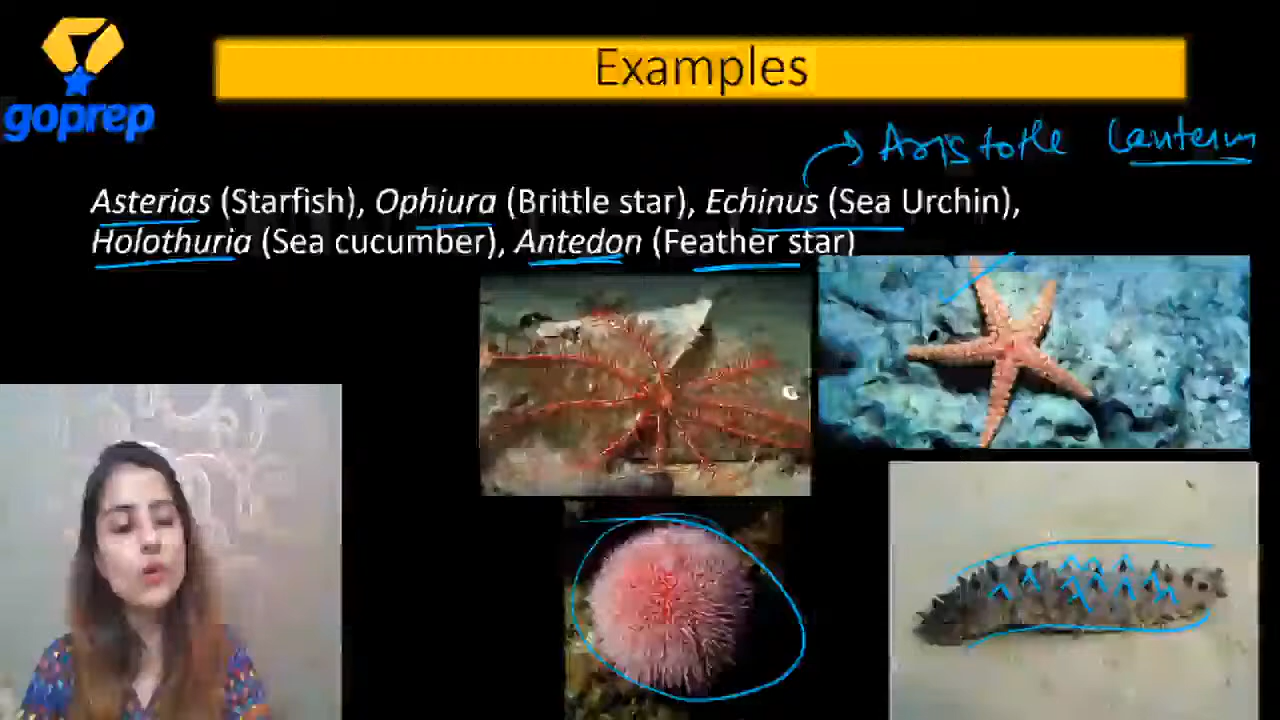 goprep
Examples
Aristotle Lantern
Asterias (Starfish), Ophiura (Brittle star), Echinus (Sea Urchin),
Holothuria (Sea cucumber), Antedon (Feather star)